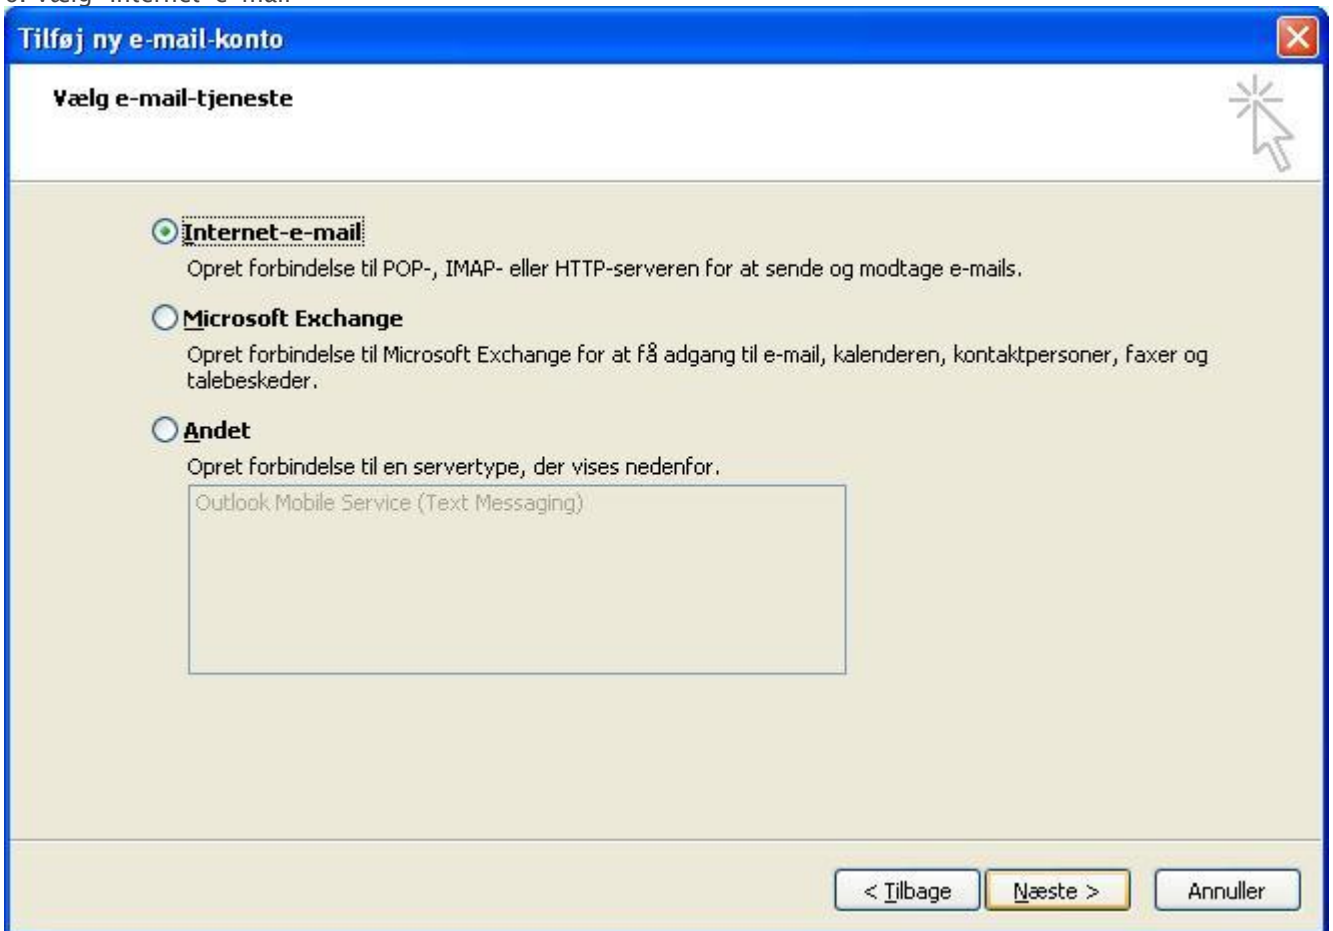 Tilføj ny e-mail-konto
Vælg e-mail-tjeneste
Internet-e-mail
Opret forbindelse til POP-, IMAP- eller HTTP-serveren for at sende og modtage e-mails.
Microsoft Exchange
Opret forbindelse til Microsoft Exchange for at få adgang til e-mail, kalenderen, kontaktpersoner, faxer og
talebeskeder.
Andet
Opret forbindelse til en servertype, der vises nedenfor.
Outlook Mobile Service (Text Messaging)
< Tilbage Næste > Annuller